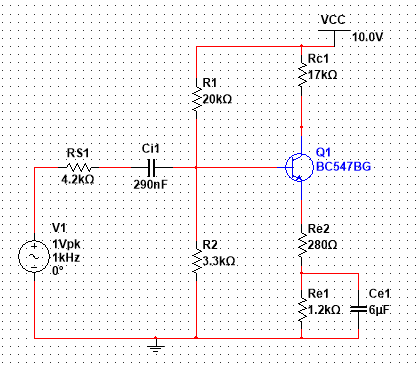 VCC
10.0V
Rc1
17kΩ
R1
20kΩ
Q1
BC547BG
RS1
4.2kΩ
Ci1
290nF
V1
1Vpk
1kHz
0°
R2
3.3kΩ
Re2
280Ω
Re1
1.2kΩ
Ce1
6µF